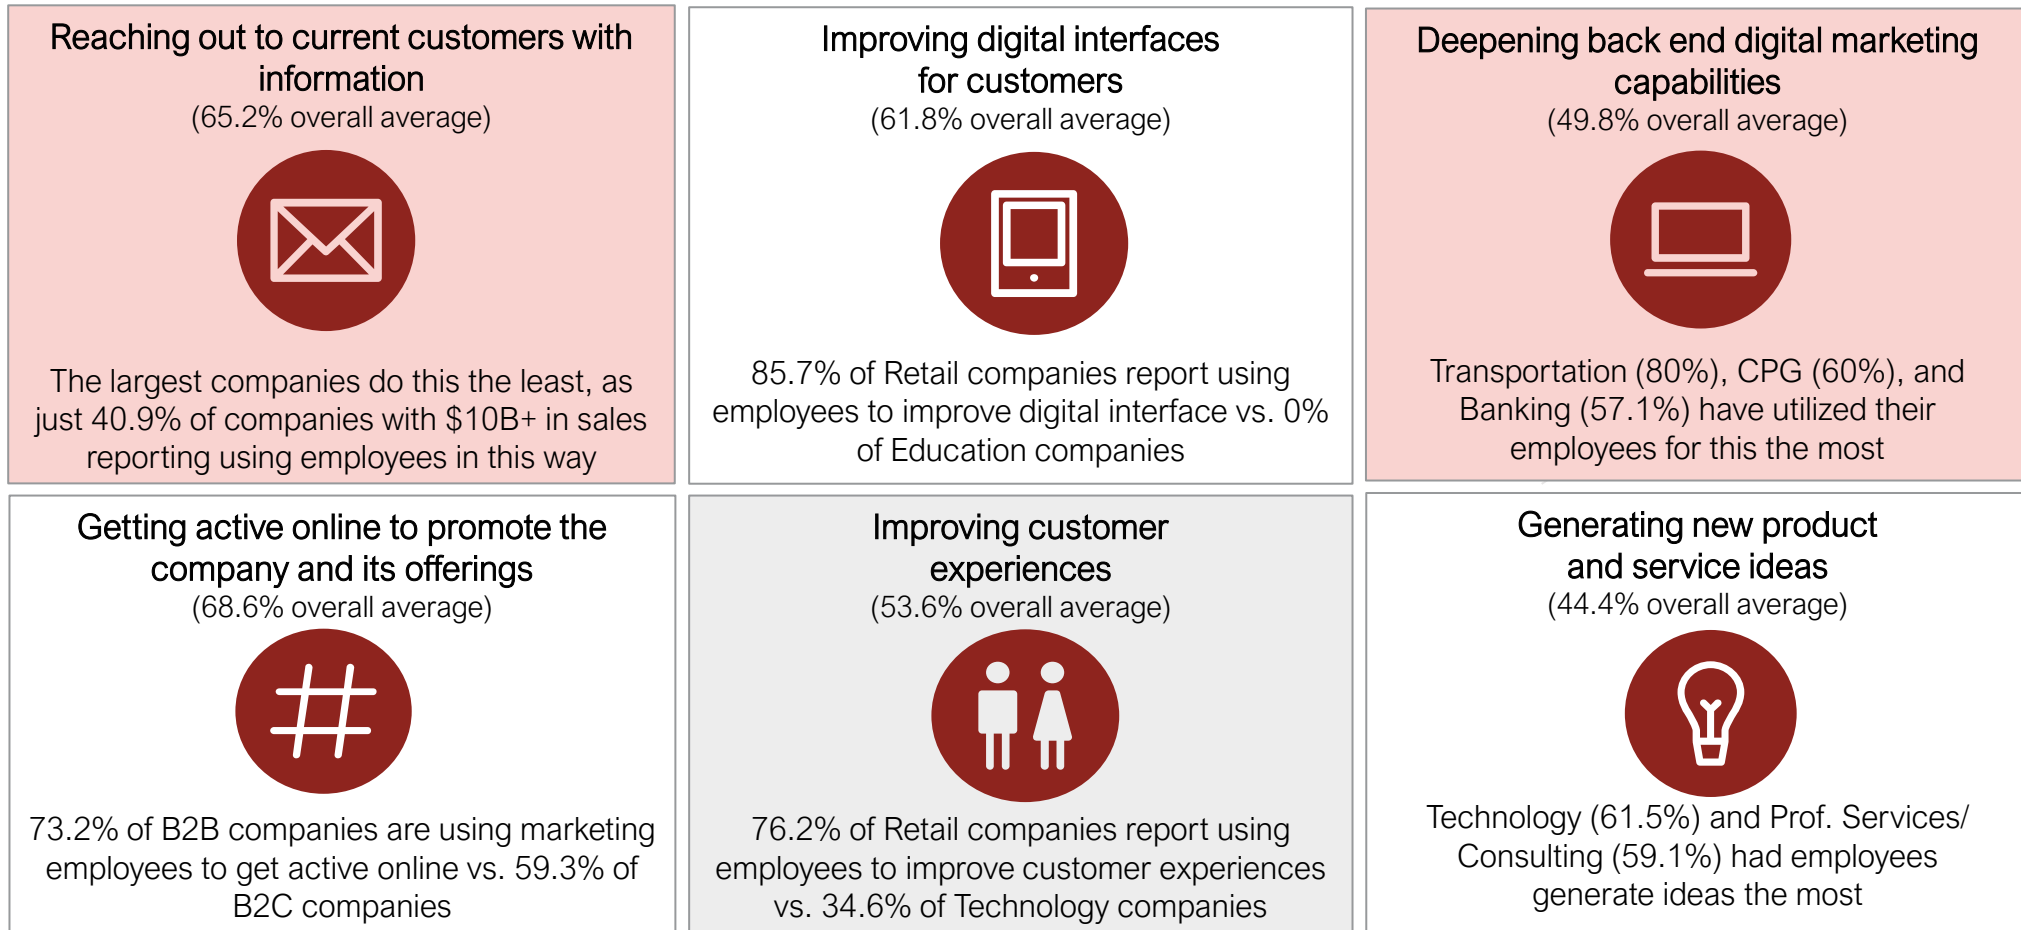 Reaching out to current customers with
information
(65.2% overall average)
The largest companies do this the least, as
just 40.9% of companies with $10B+ in sales
reporting using employees in this way
Improving digital interfaces
for customers
(61.8% overall average)
85.7% of Retail companies report using
employees to improve digital interface vs. 0%
of Education companies
Deepening back end digital marketing
capabilities
(49.8% overall average)
Transportation (80%), CPG (60%), and
Banking (57.1%) have utilized their
employees for this the most
Getting active online to promote the
company and its offerings
(68.6% overall average)
#
73.2% of B2B companies are using marketing
employees to get active online vs. 59.3% of
B2C companies
Improving customer
experiences
(53.6% overall average)
76.2% of Retail companies report using
employees to improve customer experiences
vs. 34.6% of Technology companies
Generating new product
and service ideas
(44.4% overall average)
Technology (61.5%) and Prof. Services/
Consulting (59.1%) had employees
generate ideas the most